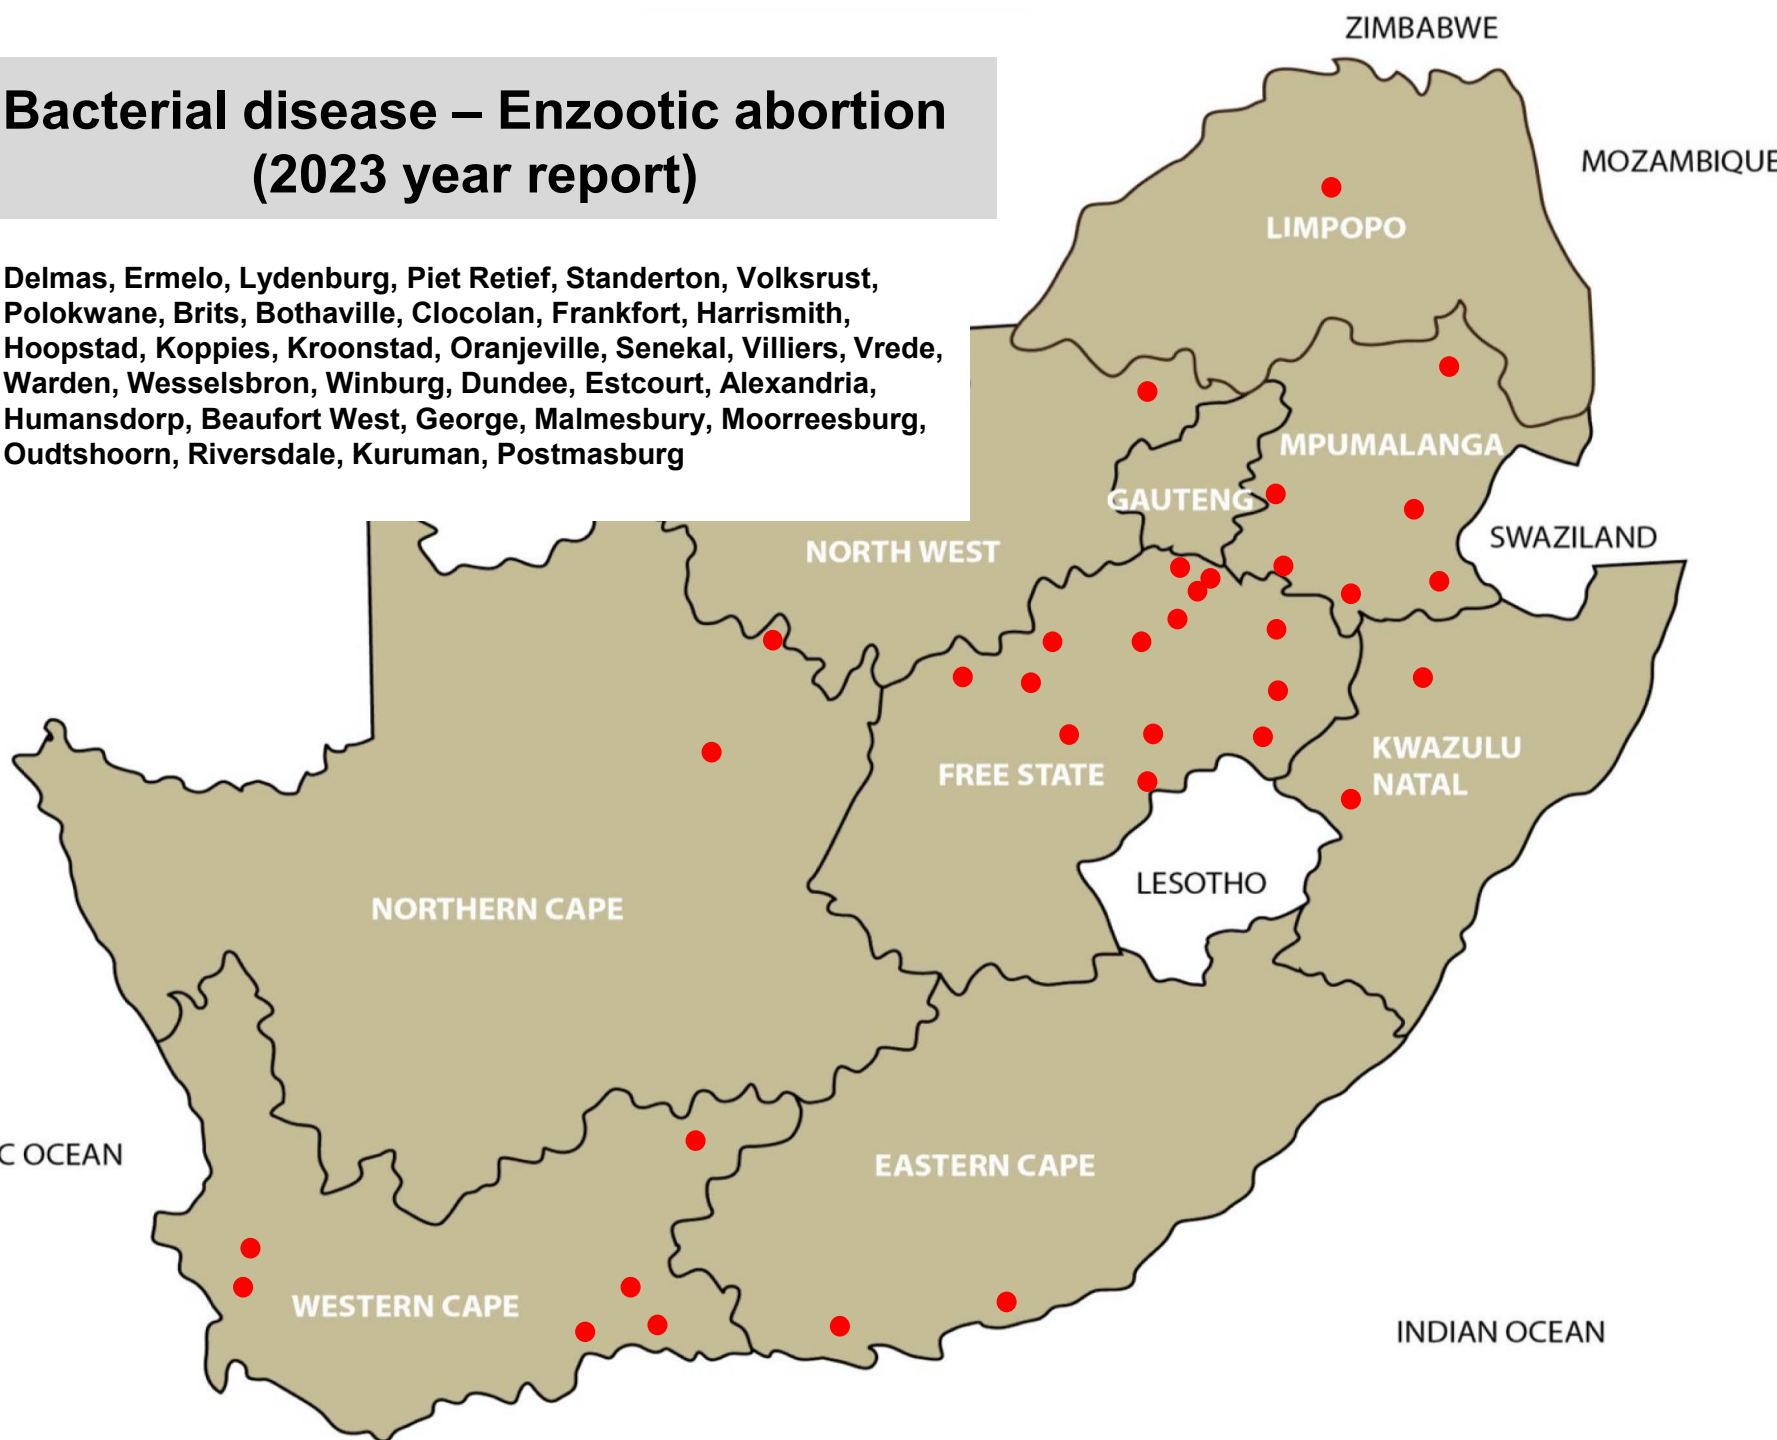 ZIMBABWE
Bacterial disease – Enzootic abortion
(2023 year report)
MOZAMBIQUE
LIMPOPO
Delmas, Ermelo, Lydenburg, Piet Retief, Standerton, Volksrust,
Polokwane, Brits, Bothaville, Clocolan, Frankfort, Harrismith,
Hoopstad, Koppies, Kroonstad, Oranjeville, Senekal, Villiers, Vrede,
Warden, Wesselsbron, Winburg, Dundee, Estcourt, Alexandria,
Humansdorp, Beaufort West, George, Malmesbury, Moorreesburg,
Oudtshoorn, Riversdale, Kuruman, Postmasburg
MPUMALANGA
GAUTENG
SWAZILAND
NORTH WEST
KWAZULU
NATAL
FREE STATE
LESOTHO
NORTHERN CAPE
C OCEAN
EASTERN CAPE
WESTERN CAPE
INDIAN OCEAN